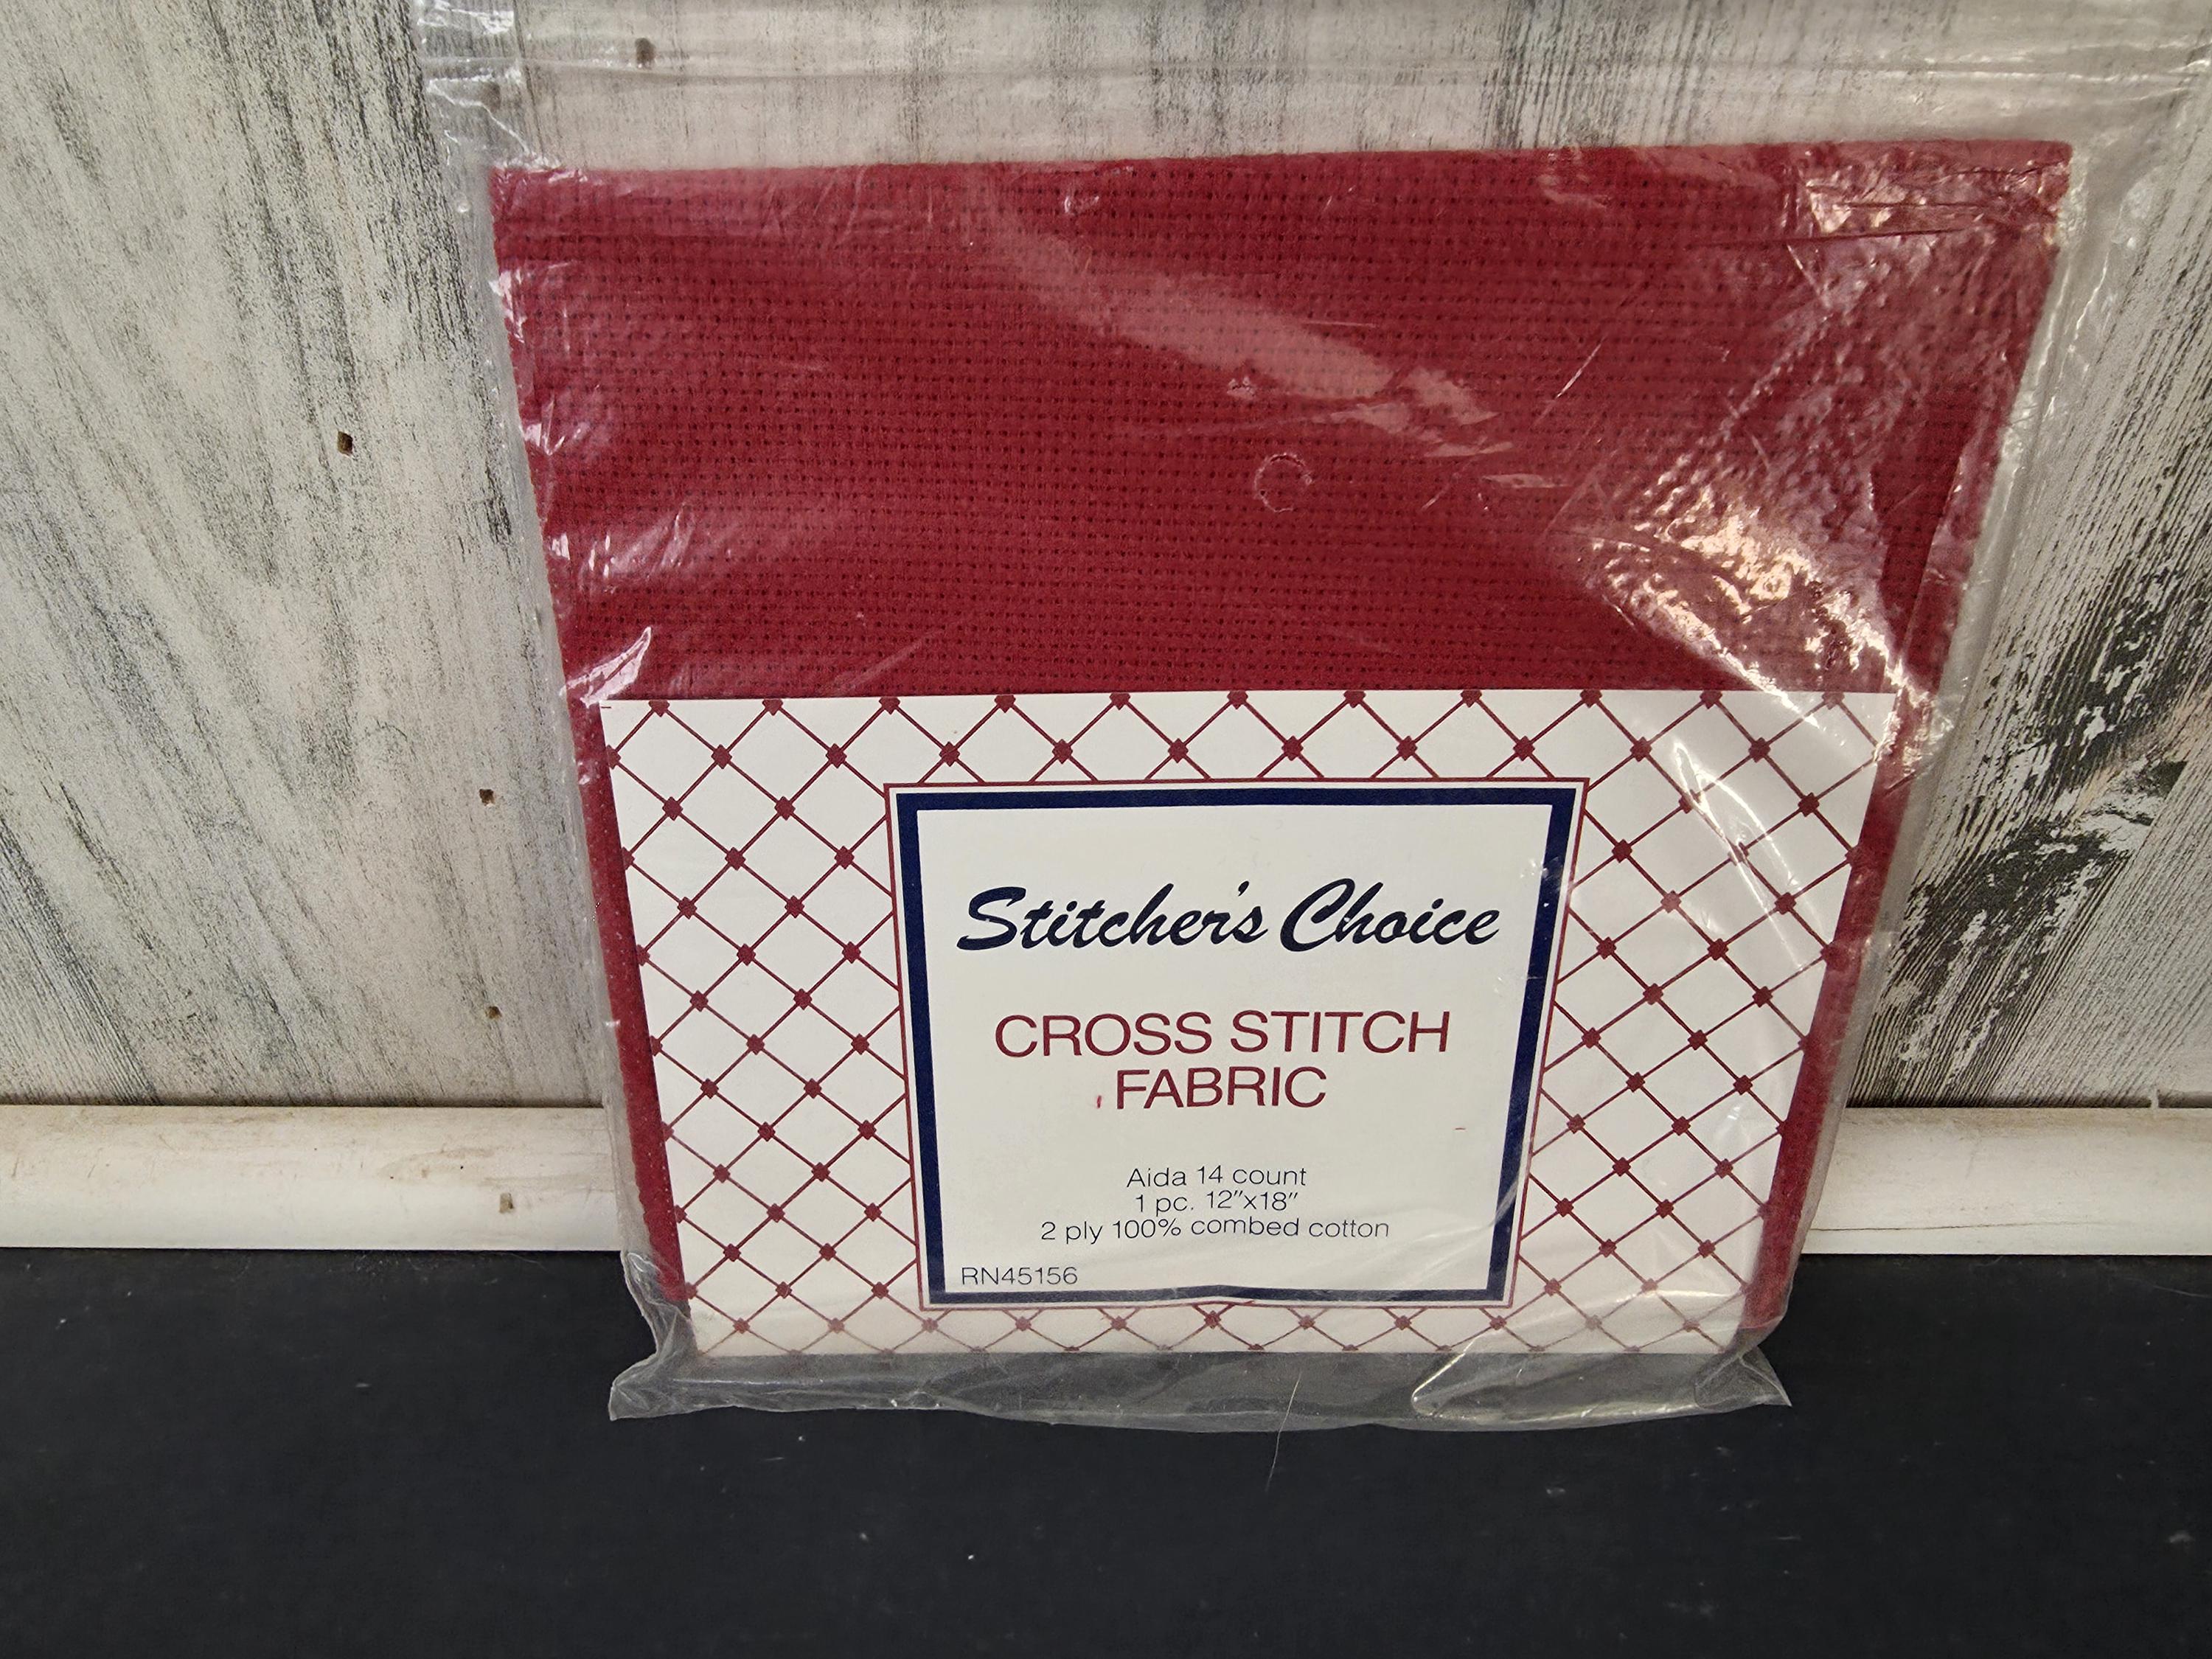 Stitcher's Choice
CROSS STITCH
FABRIC
Aida 14 count
1 pc. 12"x18"
2 ply 100% combed cotton
RN45156